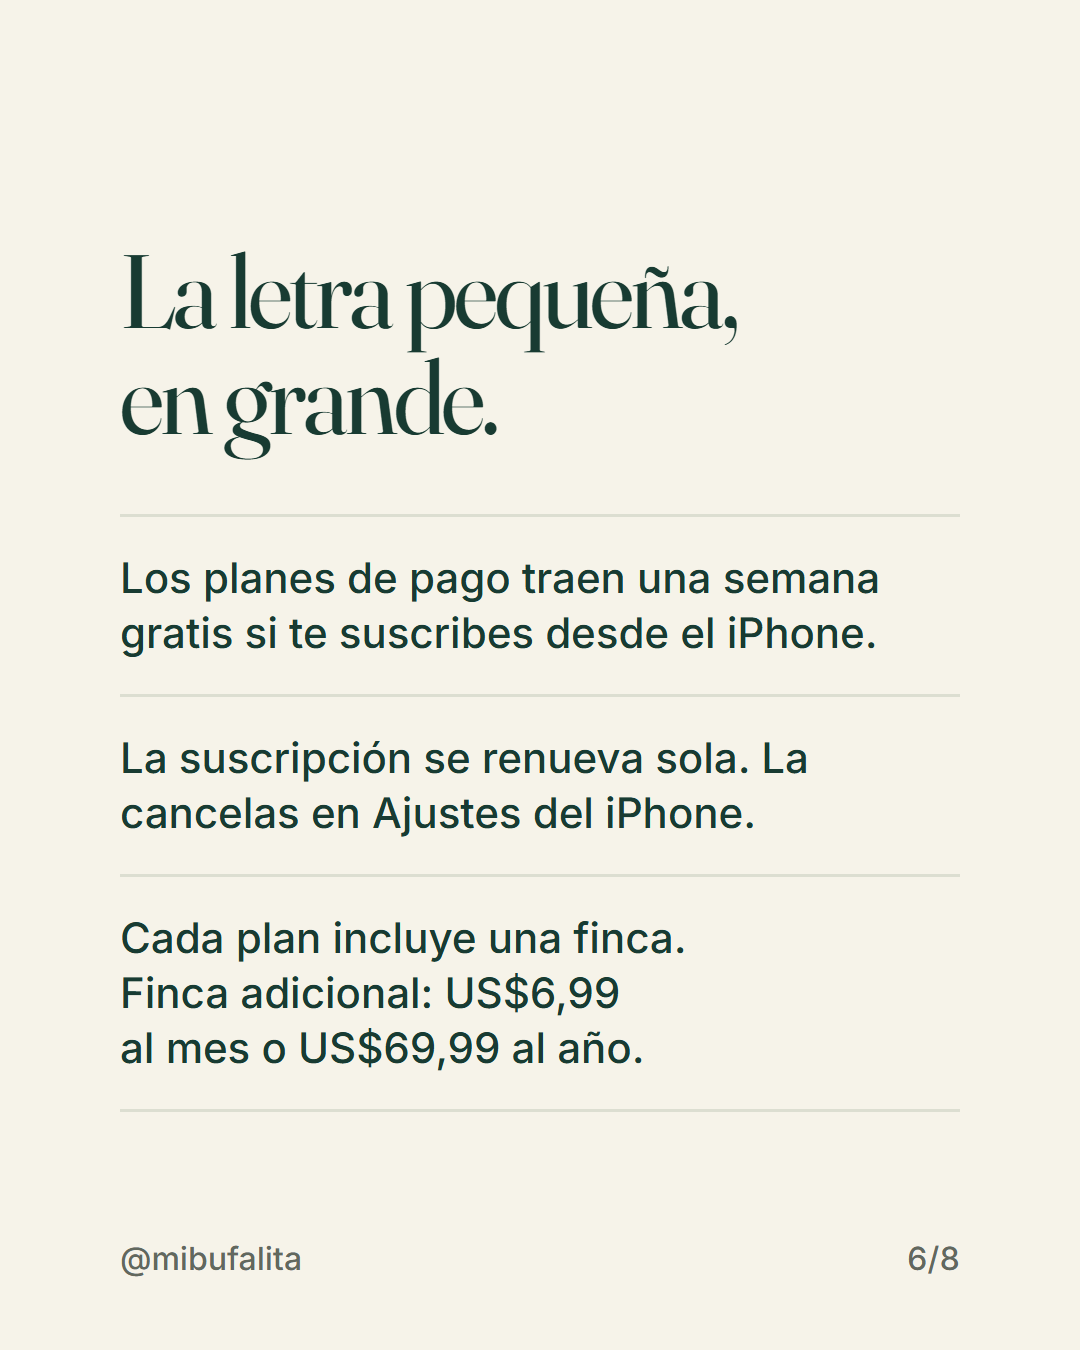 La letra pequeña,
en grande.
Los planes de pago traen una semana
gratis si te suscribes desde el iPhone.
La suscripción se renueva sola. La
cancelas en Ajustes del iPhone.
Cada plan incluye una finca.
Finca adicional: US$6,99
al mes o US$69,99 al año.
@mibufalita
6/8